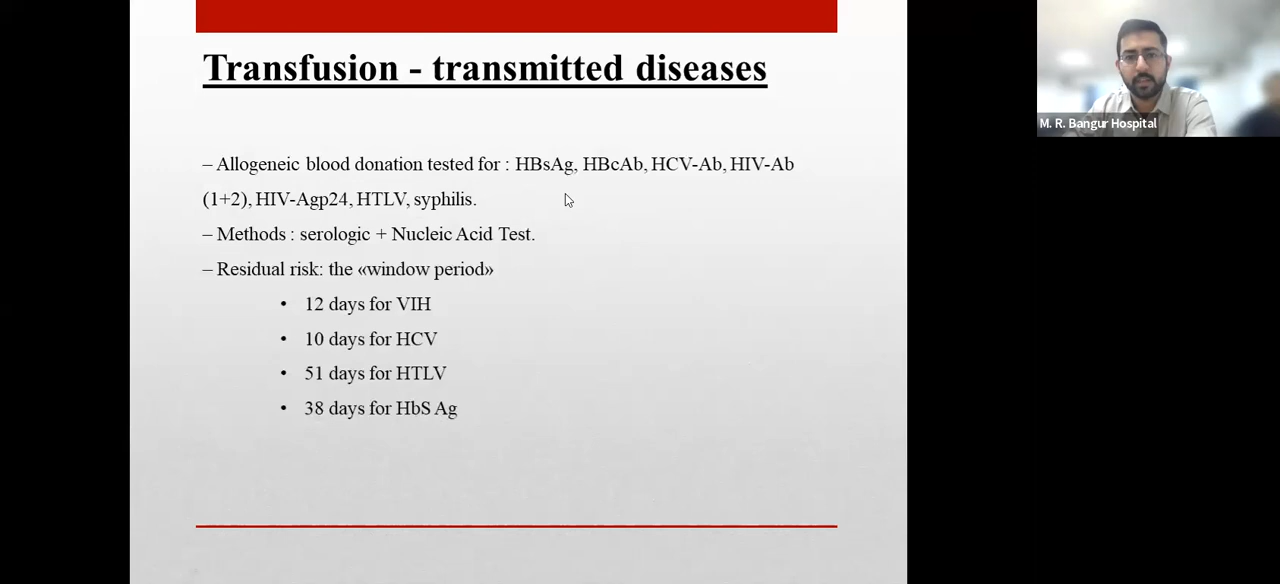 Transfusion - transmitted diseases
– Allogeneic blood donation tested for : HBsAg, HBcAb, HCV-Ab, HIV-Ab
(1+2), HIV-Agp24, HTLV, syphilis.
– Methods : serologic + Nucleic Acid Test.
– Residual risk: the «window period»
• 12 days for VIH
• 10 days for HCV
• 51 days for HTLV
• 38 days for HbS Ag
M. R. Bangur Hospital